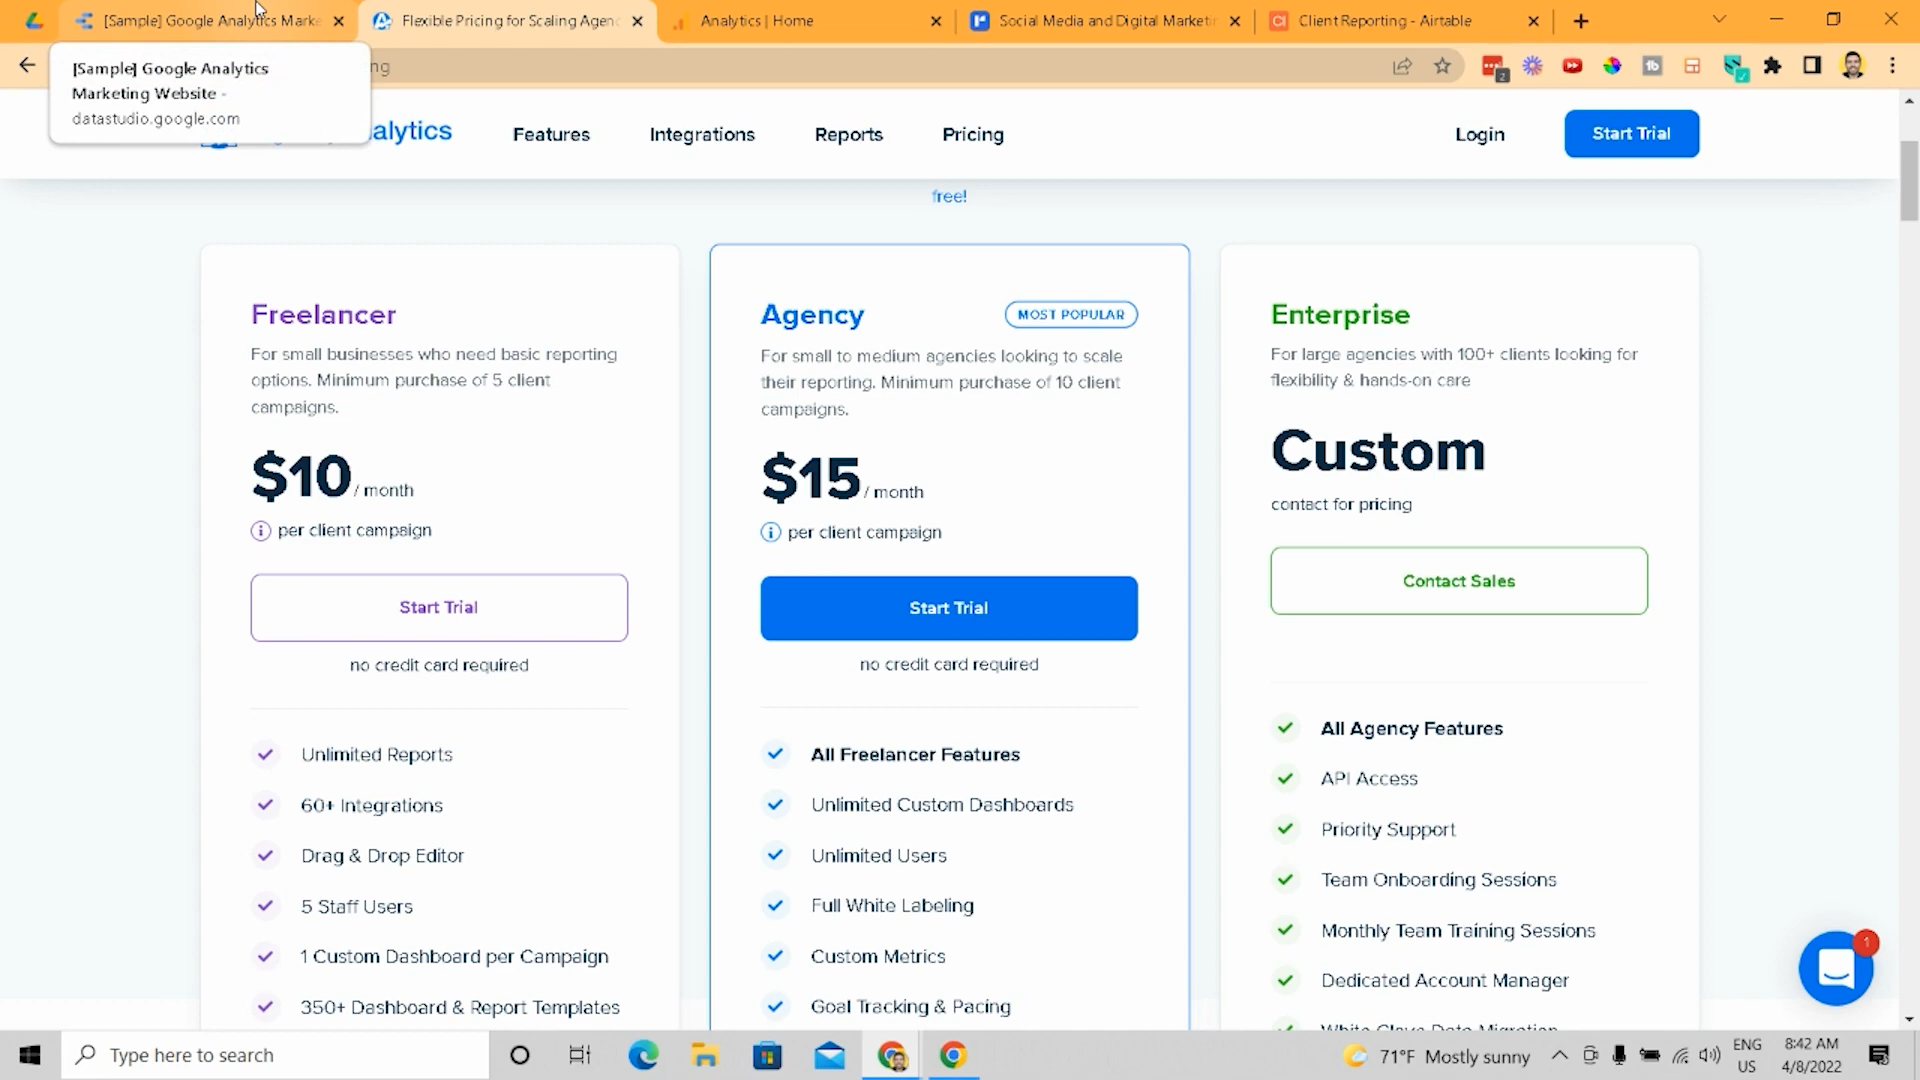 [Sample] Google Analytics Marke
Flexible Pricing for Scaling Agenc
Analytics | Home
Social Media and Digital Marketin
Client Reporting - Airtable
[Sample] Google Analytics
Marketing Website -
datastudio.google.com
ng
2
alytics
Features
Integrations
Reports
Pricing
Login
Start Trial
free!
Freelancer
For small businesses who need basic reporting
options. Minimum purchase of 5 client
campaigns.
$10 / month
per client campaign
Start Trial
no credit card required
Unlimited Reports
60+ Integrations
Drag & Drop Editor
5 Staff Users
1 Custom Dashboard per Campaign
350+ Dashboard & Report Templates
Agency
MOST POPULAR
For small to medium agencies looking to scale
their reporting. Minimum purchase of 10 client
campaigns.
$15 / month
per client campaign
Start Trial
no credit card required
All Freelancer Features
Unlimited Custom Dashboards
Unlimited Users
Full White Labeling
Custom Metrics
Goal Tracking & Pacing
Enterprise
For large agencies with 100+ clients looking for
flexibility & hands-on care
Custom
contact for pricing
Contact Sales
All Agency Features
API Access
Priority Support
Team Onboarding Sessions
Monthly Team Training Sessions
Dedicated Account Manager
1
Type here to search
71°F Mostly sunny
ENG
US
8:42 AM
4/8/2022